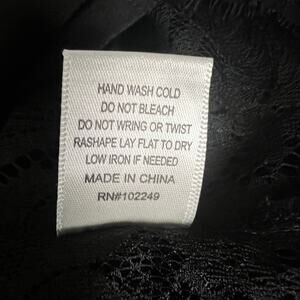 HAND WASH COLD
DO NOT BLEACH
DO NOT WRING OR TWIST
RASHAPE LAY FLAT TO DRY
LOW IRON IF NEEDED
MADE IN CHINA
RN#102249